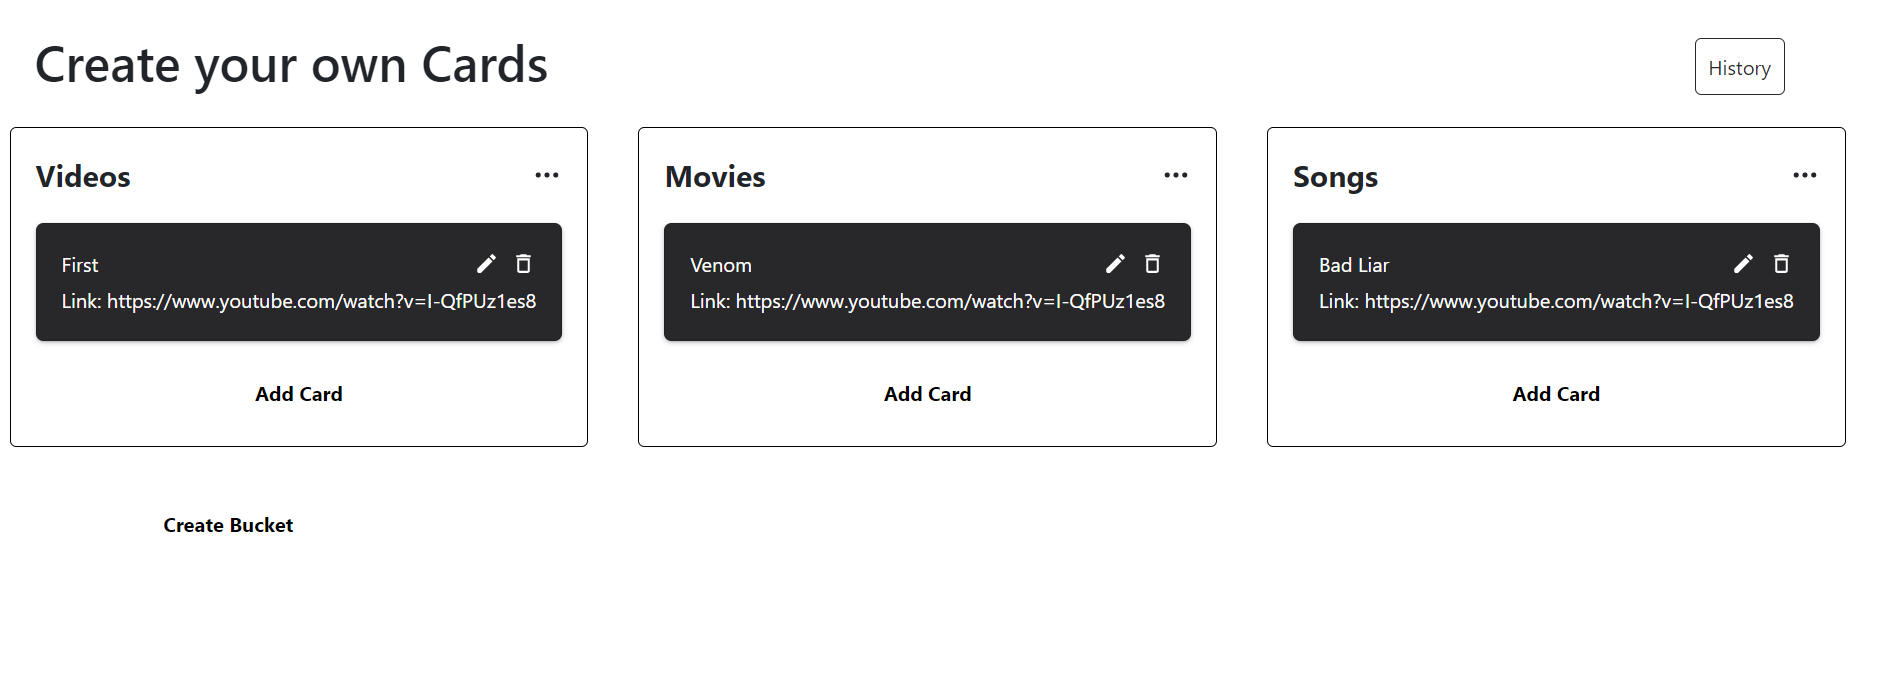 Create your own Cards
History
Videos
First
Link: https://www.youtube.com/watch?v=I-QfPUz1es8
Add Card
Movies
Venom
Link: https://www.youtube.com/watch?v=I-QfPUz1es8
Add Card
Songs
Bad Liar
Link: https://www.youtube.com/watch?v=I-QfPUz1es8
Add Card
Create Bucket